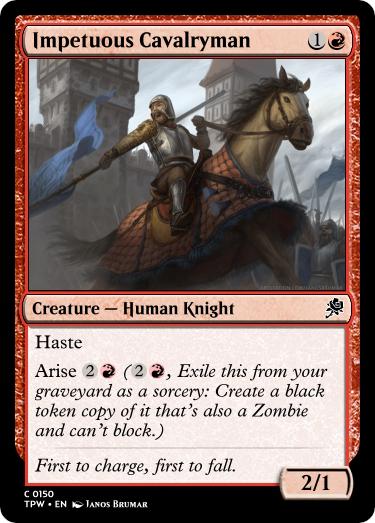 Impetuous Cavalryman 1
Creature — Human Knight
Haste
Arise 2 (2, Exile this from your
graveyard as a sorcery: Create a black
token copy of it that's also a Zombie
and can't block.)
First to charge, first to fall.
2/1
C 0150
TPW • EN Janos Brumar